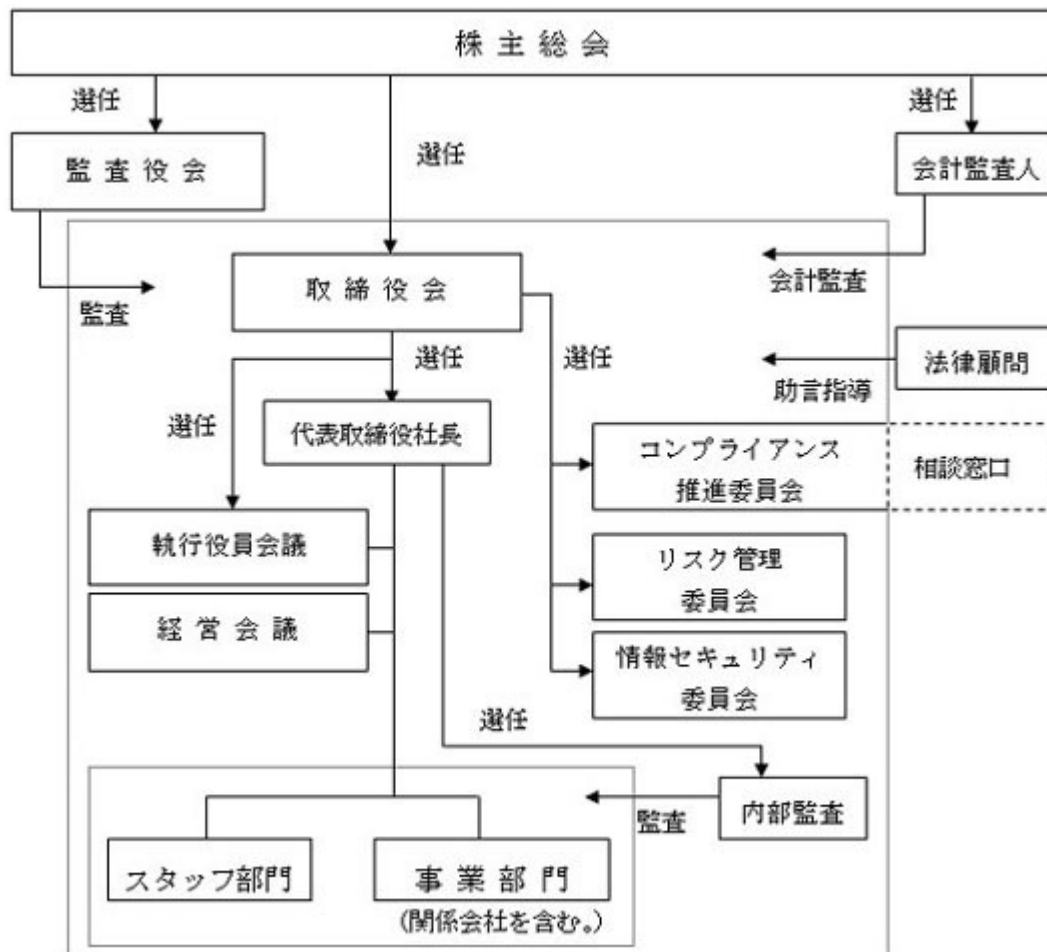 株主総会
選任
選任
選任
監査役会
会計監査人
取締役会
監査
会計監査
選任
選任
法律顧問
助言指導
選任
代表取締役社長
コンプライアンス
推進委員会
相談窓口
執行役員会議
リスク管理
委員会
経営会議
情報セキュリティ
委員会
選任
監査
内部監査
スタッフ部門
事業部門
(関係会社を含む。)